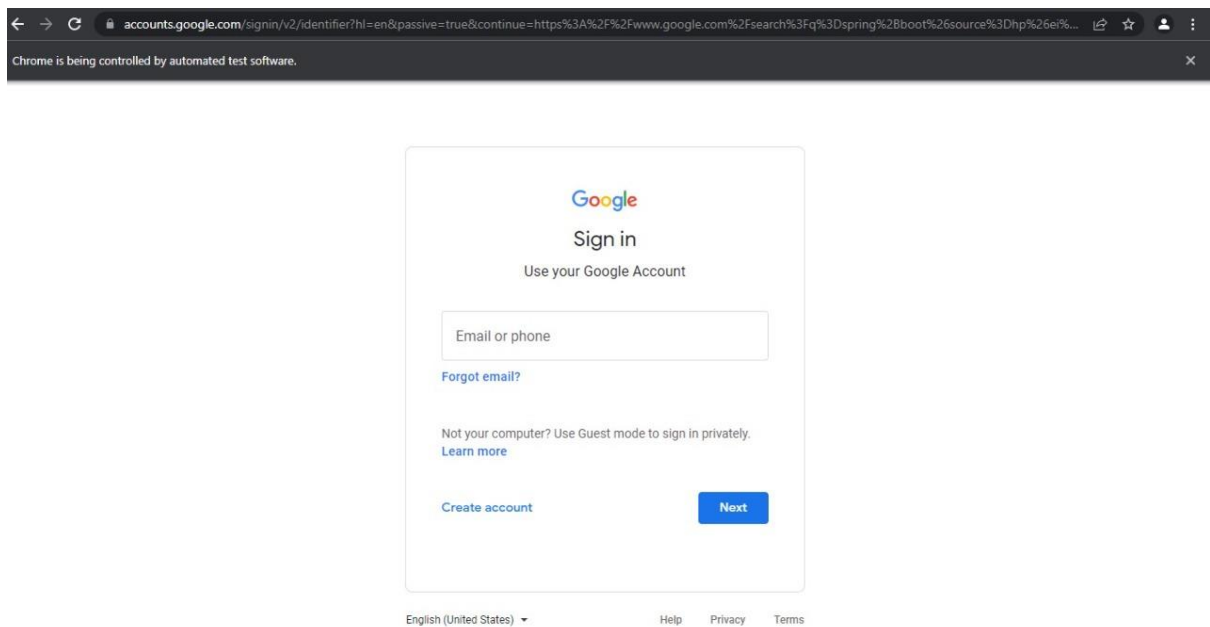 accounts.google.com/signin/v2/identifier?hl=en&passive=true&continue=https%3A%2F%2Fwww.google.com%2Fsearch%3Fq%3Dspring%2Bboot%26source%3Dhp%26ei%...
Chrome is being controlled by automated test software.
Google
Sign in
Use your Google Account
Email or phone
Forgot email?
Not your computer? Use Guest mode to sign in privately.
Learn more
Create account
Next
English (United States)
Help Privacy Terms